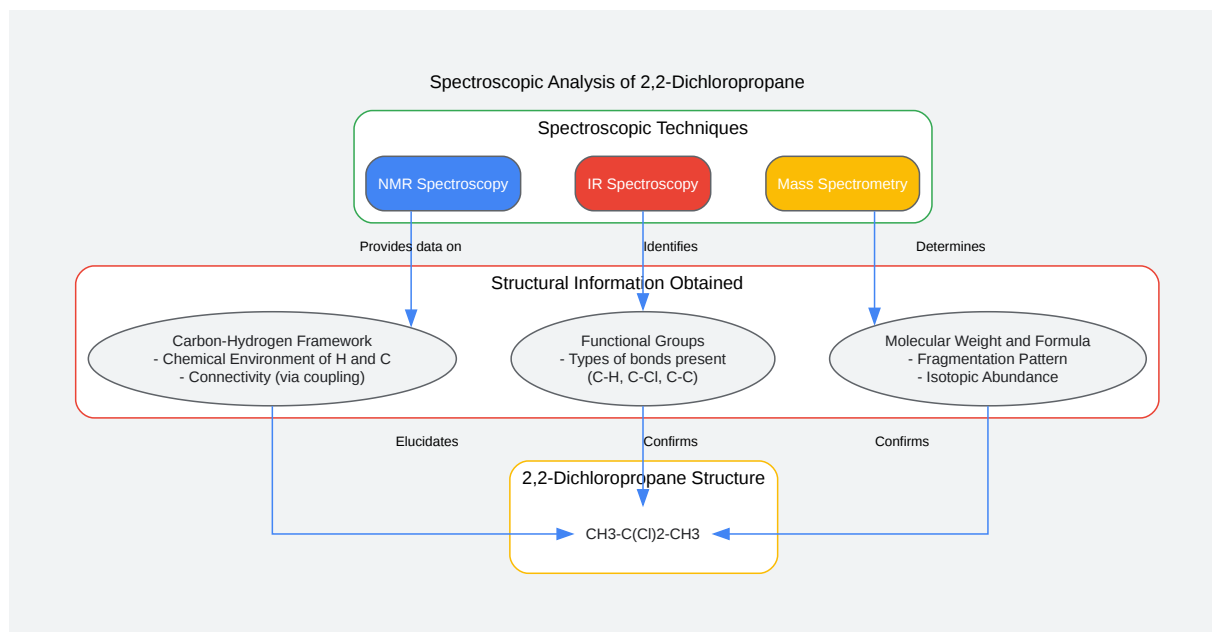 Spectroscopic Analysis of 2,2-Dichloropropane
Spectroscopic Techniques
NMR Spectroscopy
IR Spectroscopy
Mass Spectrometry
Provides data on
Identifies
Determines
Structural Information Obtained
Carbon-Hydrogen Framework
- Chemical Environment of H and C
- Connectivity (via coupling)
Functional Groups
- Types of bonds present
(C-H, C-Cl, C-C)
Molecular Weight and Formula
- Fragmentation Pattern
- Isotopic Abundance
Elucidates
Confirms
Confirms
2,2-Dichloropropane Structure
CH3-C(Cl)2-CH3